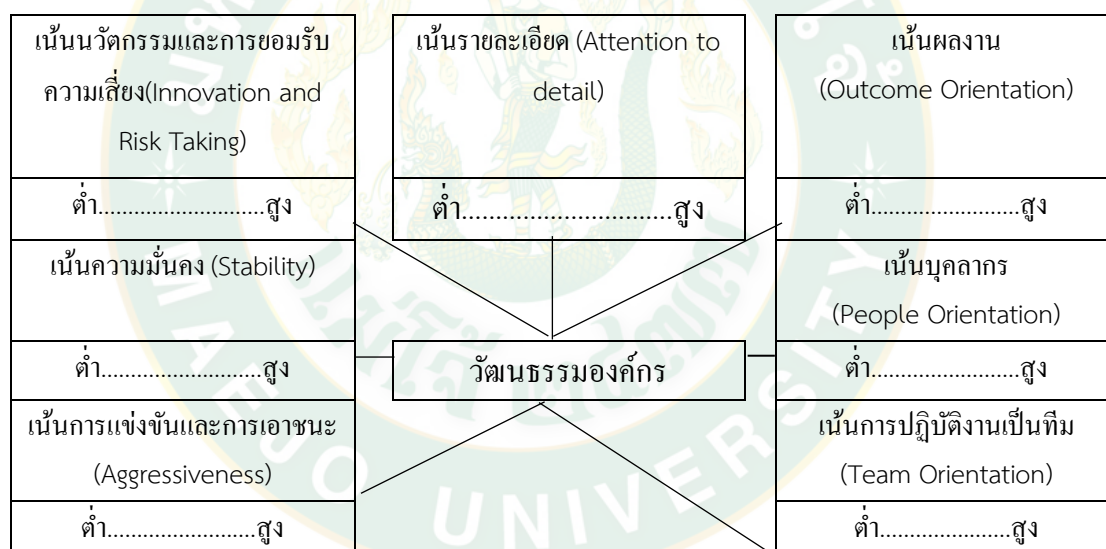 เน้นนวัตกรรมและการยอมรับ
ความเสี่ยง(Innovation and
Risk Taking)
ต่ำ............................สูง
เน้นรายละเอียด (Attention to
detail)
ต่ำ...............................สูง
เน้นผลงาน
(Outcome Orientation)
ต่ำ.........................สูง
เน้นความมั่นคง (Stability)
ต่ำ..........................สูง
วัฒนธรรมองค์กร
เน้นบุคลากร
(People Orientation)
ต่ำ.........................สูง
เน้นการแข่งขันและการเอาชนะ
(Aggressiveness)
ต่ำ.........................สูง
เน้นการปฏิบัติงานเป็นทีม
(Team Orientation)
ต่ำ......................สูง
MAEJO UNIVERSITY